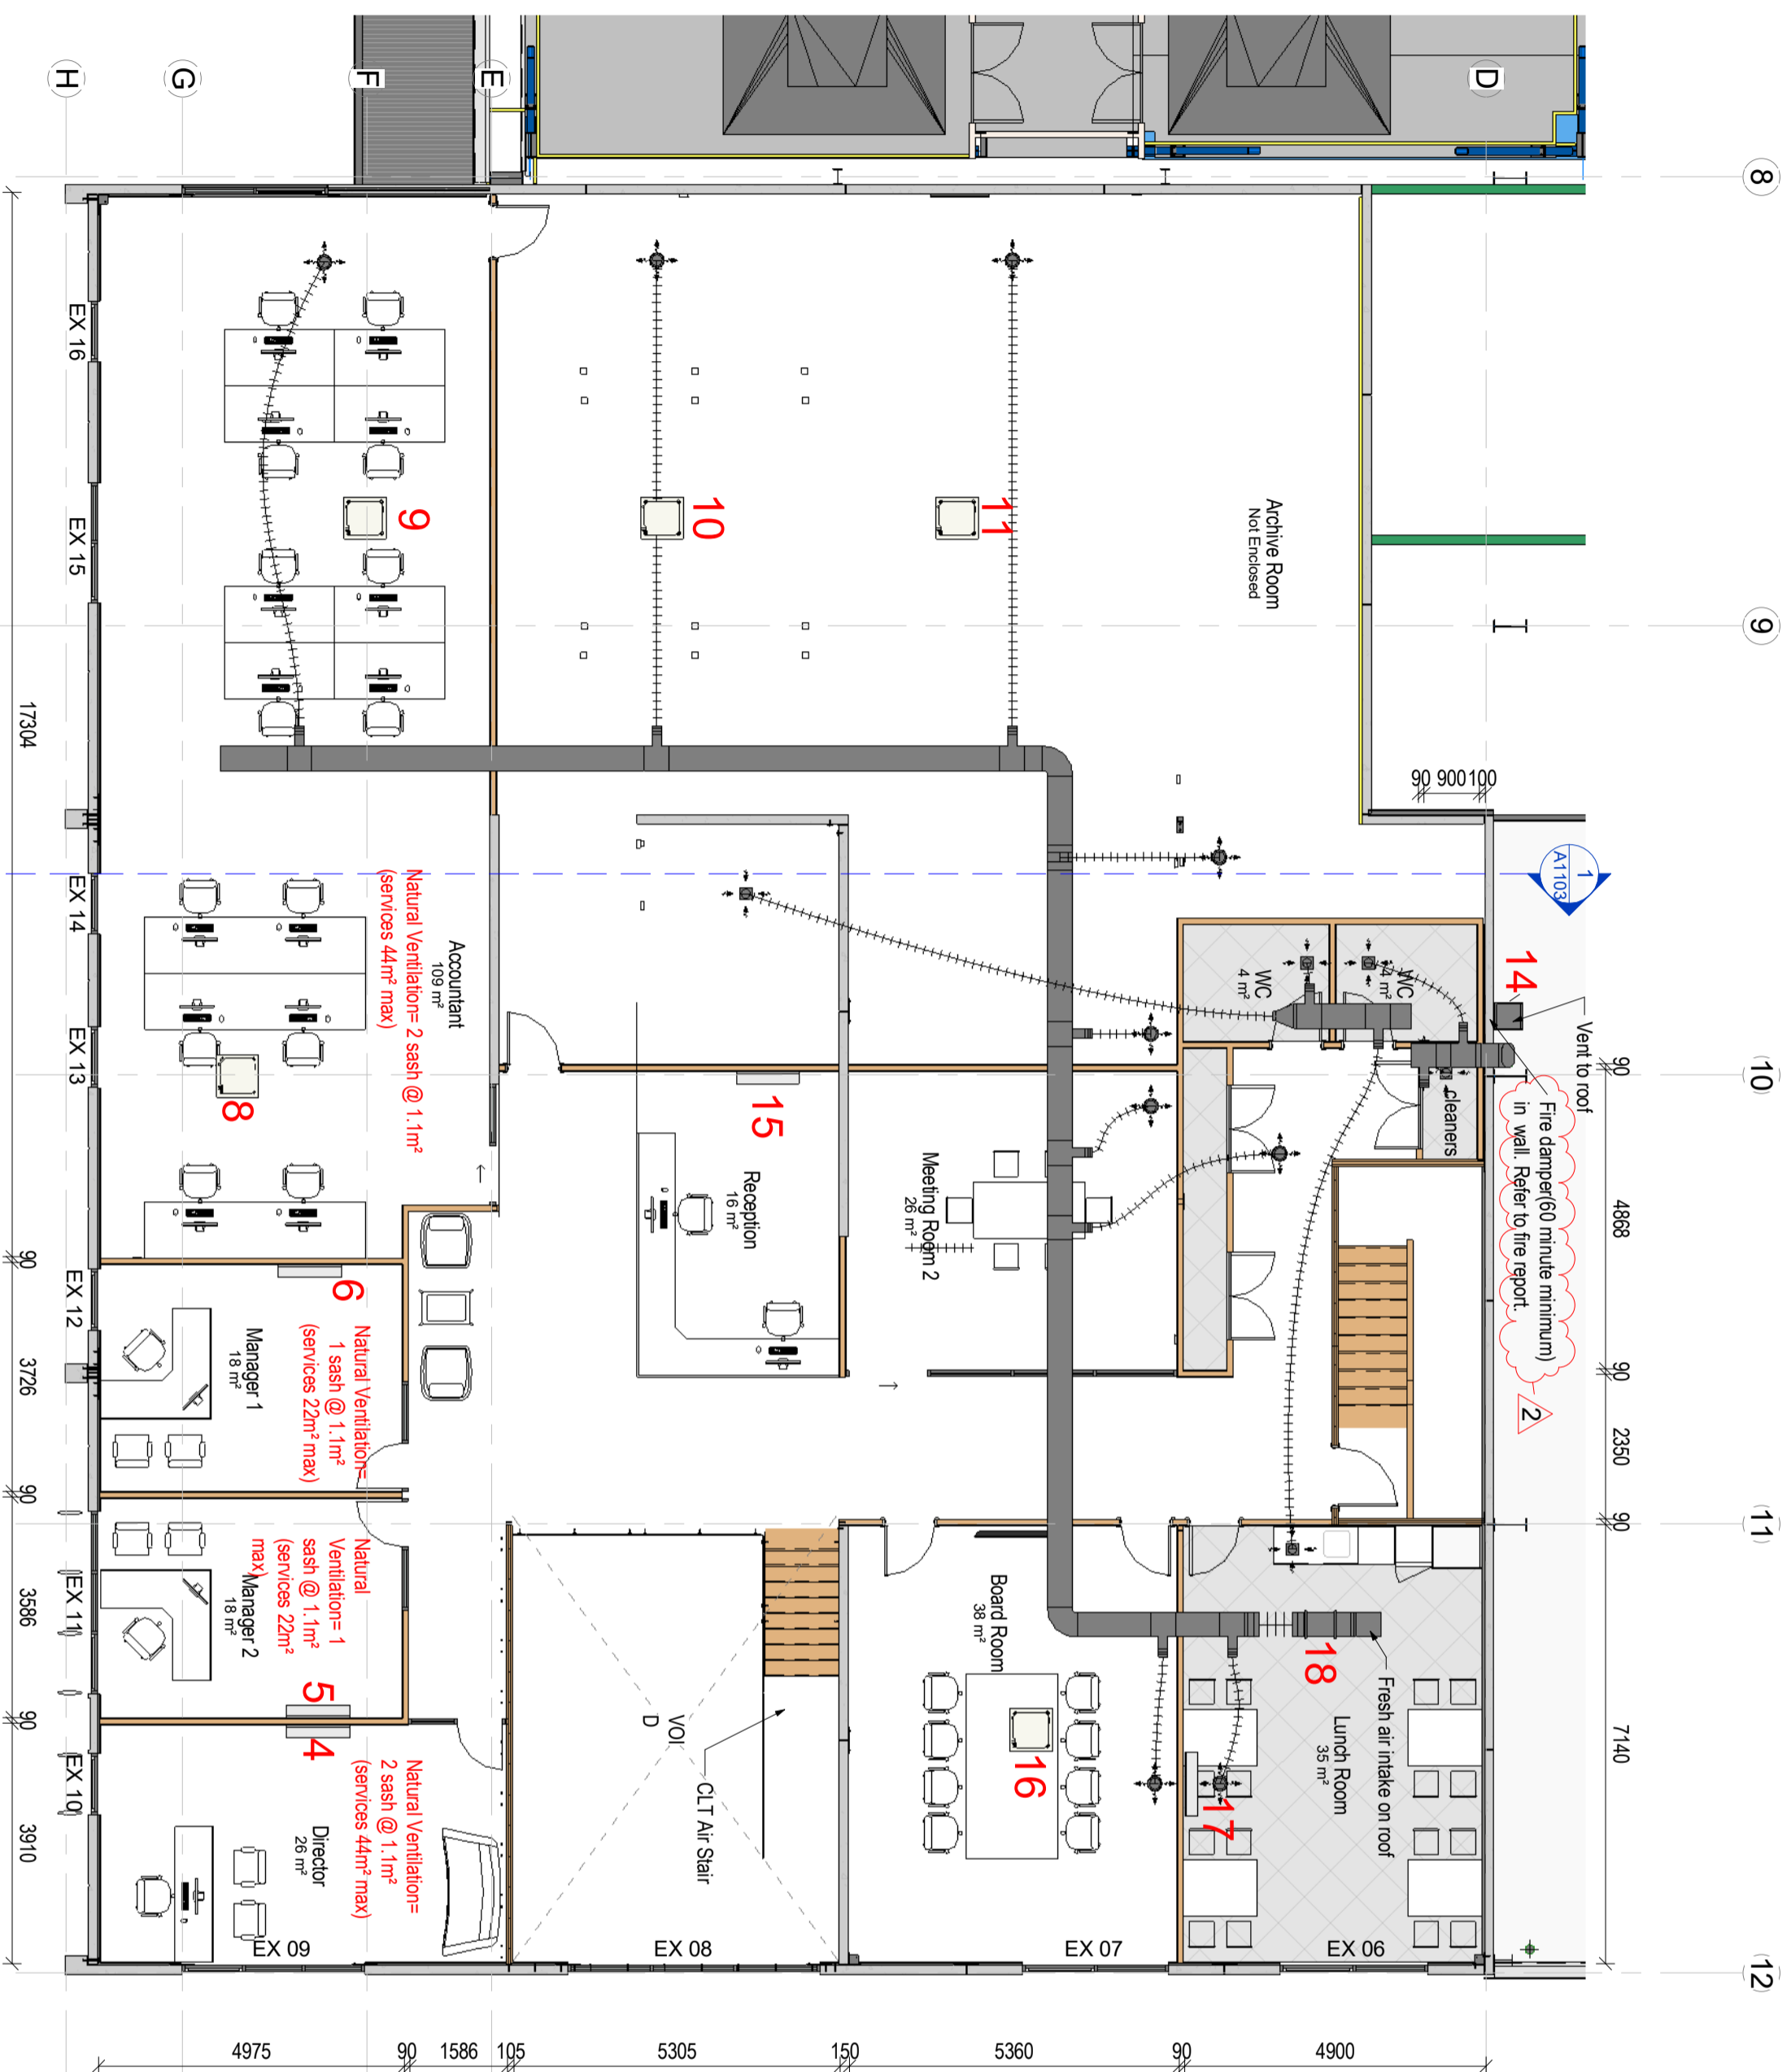 H
G
F
E
D
8
9
10
11
12
EX 16
EX 15
EX 14
EX 13
EX 12
EX 11
EX 10
EX 09
EX 08
EX 07
EX 06
17304
90
3726
90
3586
90
3910
4975
90
1586
105
5305
150
5360
90
4900
90 900 100
90
4868
90
2350
90
7140
Archive Room
Not Enclosed
9
10
11
1
A1103
14
Vent to roof
Fire damper(60 minute minimum)
in wall. Refer to fire report.
2
WC
4 m²
WC
4 m²
cleaners
Accountant
109 m²
Natural Ventilation= 2 sash @ 1.1m²
(services 44m² max)
8
15
Reception
16 m²
Meeting Room 2
26 m²
6
Natural Ventilation=
1 sash @ 1.1m²
(services 22m² max)
Manager 1
18 m²
Natural
Ventilation= 1
sash @ 1.1m²
(services 22m²
max)
Manager 2
18 m²
5
4
Natural Ventilation=
2 sash @ 1.1m²
(services 44m² max)
Director
26 m²
VOI
D
CLT Air Stair
Board Room
38 m²
16
17
18
Fresh air intake on roof
Lunch Room
35 m²